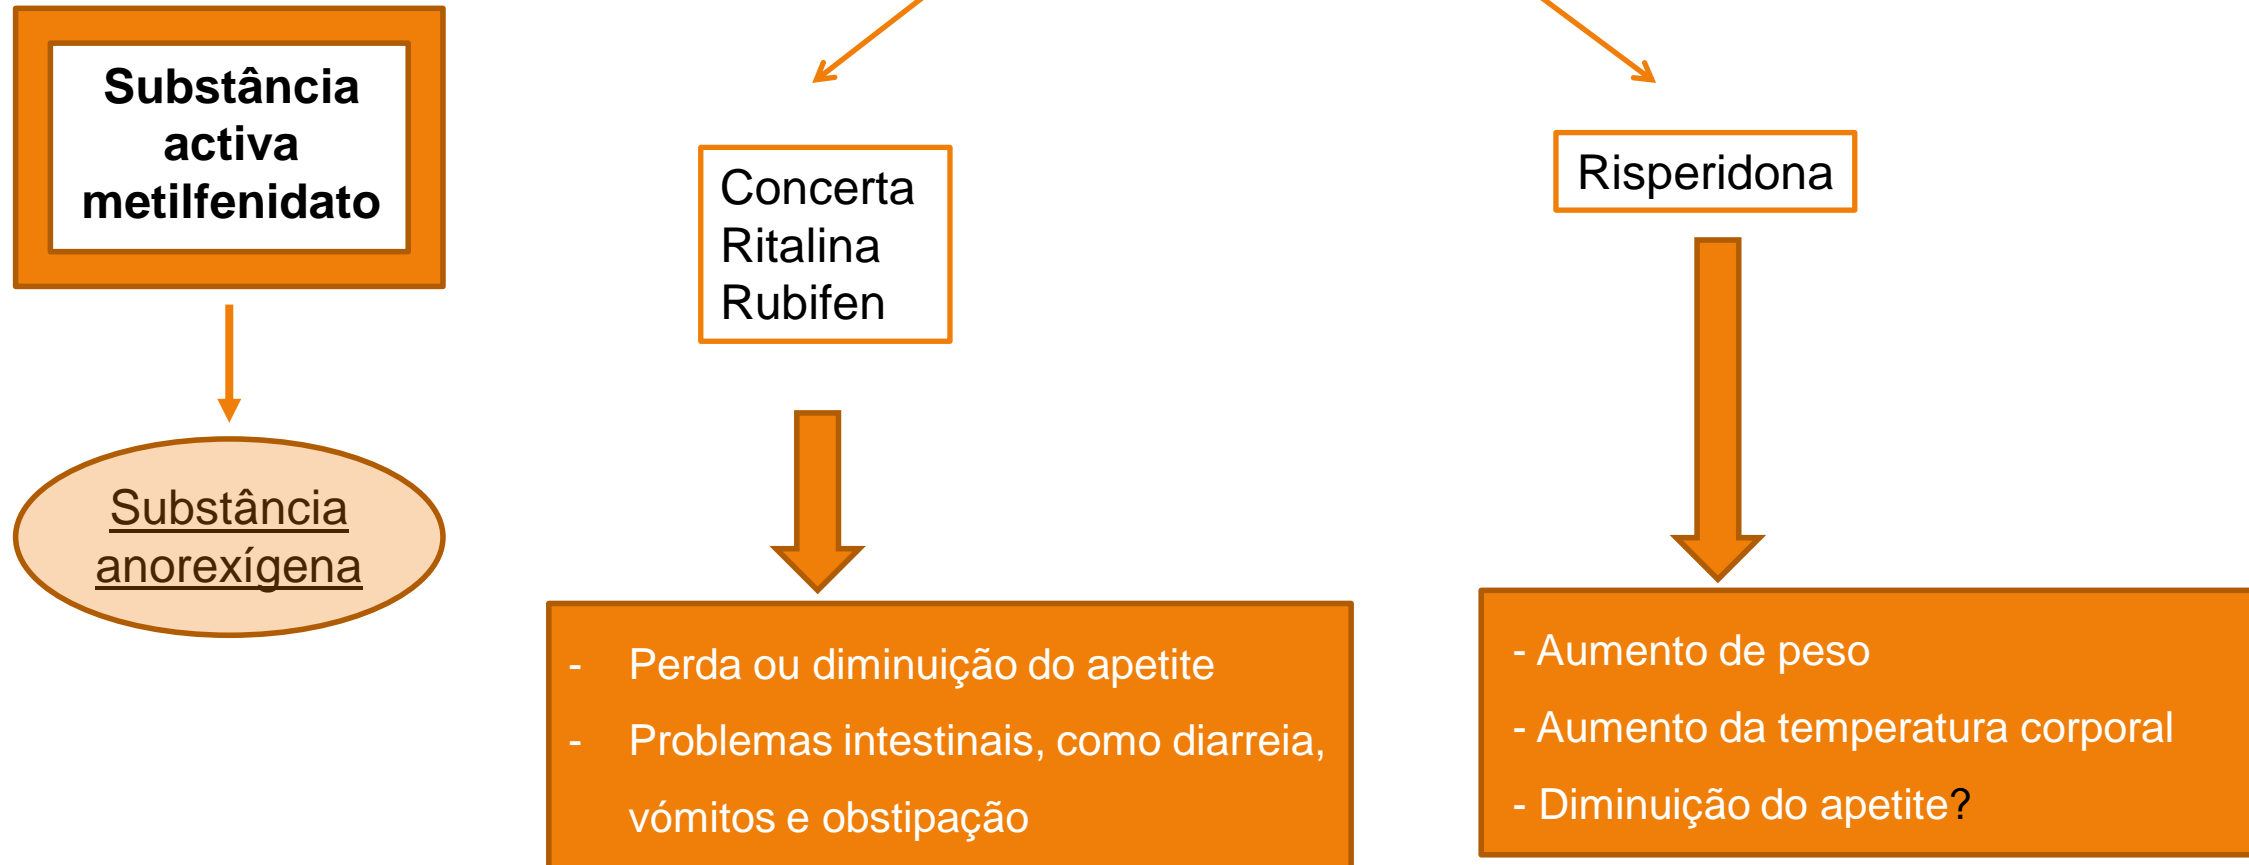 Substância
activa
metilfenidato
Substância
anorexígena
Concerta
Ritalina
Rubifen
- Perda ou diminuição do apetite
- Problemas intestinais, como diarreia,
vómitos e obstipação
Risperidona
- Aumento de peso
- Aumento da temperatura corporal
- Diminuição do apetite?